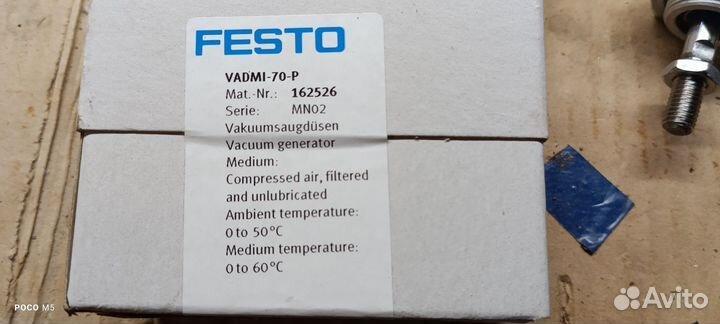 FESTO
VADMI-70-P
Mat.-Nr.: 162526
Serie: MN02
Vakuumsaugdüsen
Vacuum generator
Medium:
Compressed air, filtered
and unlubricated
Ambient temperature:
0 to 50°C
Medium temperature:
0 to 60°C
POCO M5
Avito